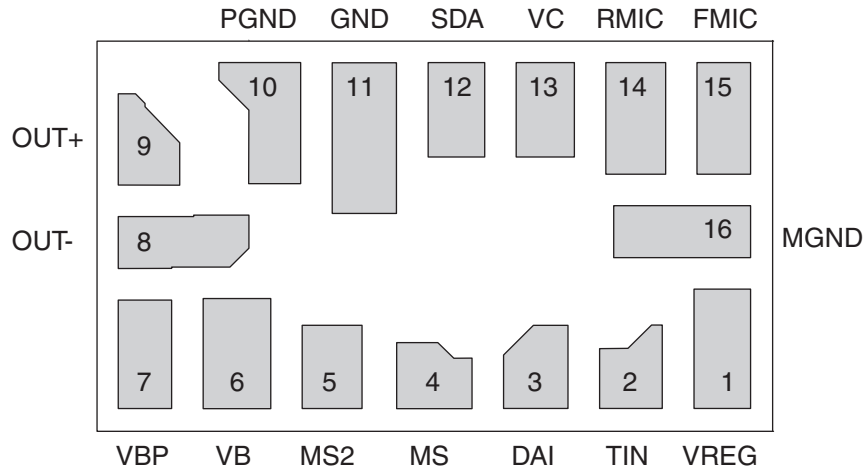 PGND GND SDA VC RMIC FMIC
10 11 12 13 14 15
OUT+ 9
OUT- 8 16 MGND
7 6 5 4 3 2 1
VBP VB MS2 MS DAI TIN VREG